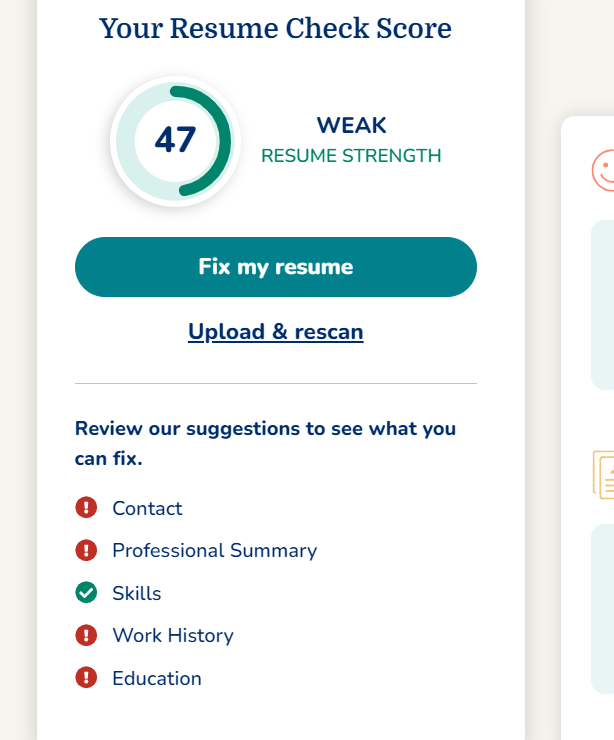 Your Resume Check Score
47
WEAK
RESUME STRENGTH
Fix my resume
Upload & rescan
Review our suggestions to see what you
can fix.
Contact
Professional Summary
Skills
Work History
Education